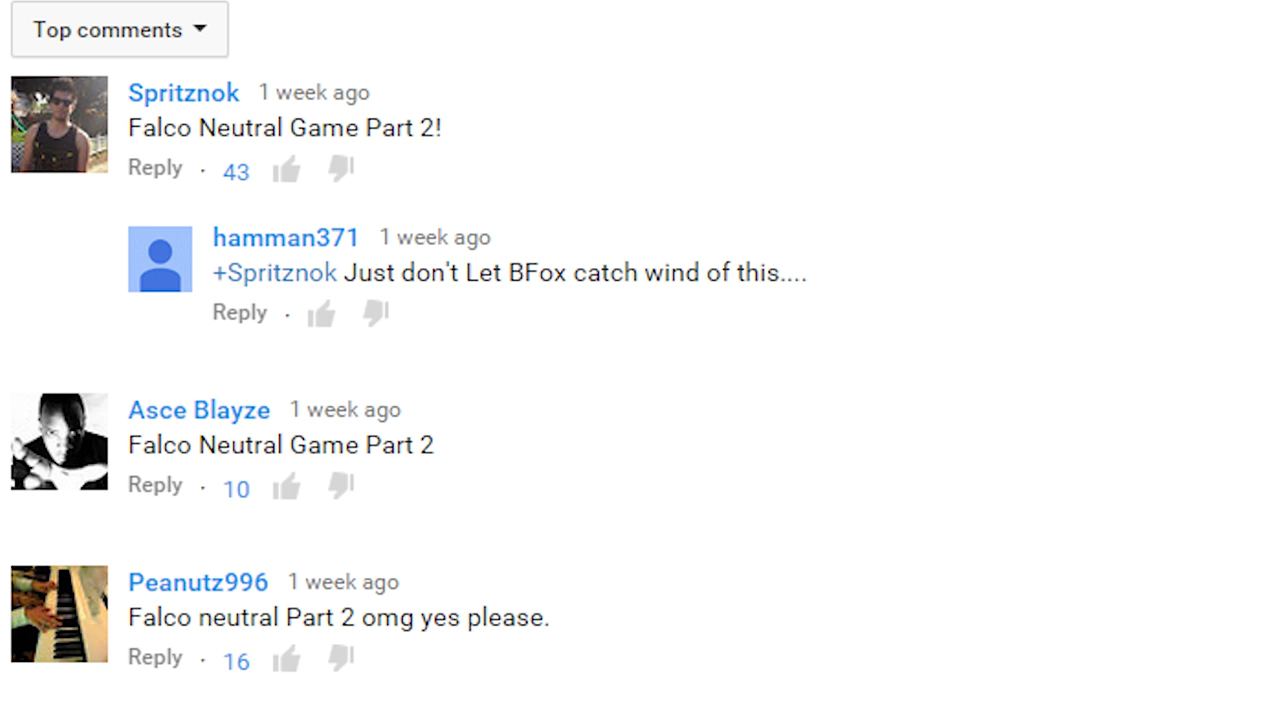 Top comments
Spritznok 1 week ago
Falco Neutral Game Part 2!
Reply · 43
hamman371 1 week ago
+Spritznok Just don't Let BFox catch wind of this....
Reply ·
Asce Blayze 1 week ago
Falco Neutral Game Part 2
Reply · 10
Peanutz996 1 week ago
Falco neutral Part 2 omg yes please.
Reply · 16